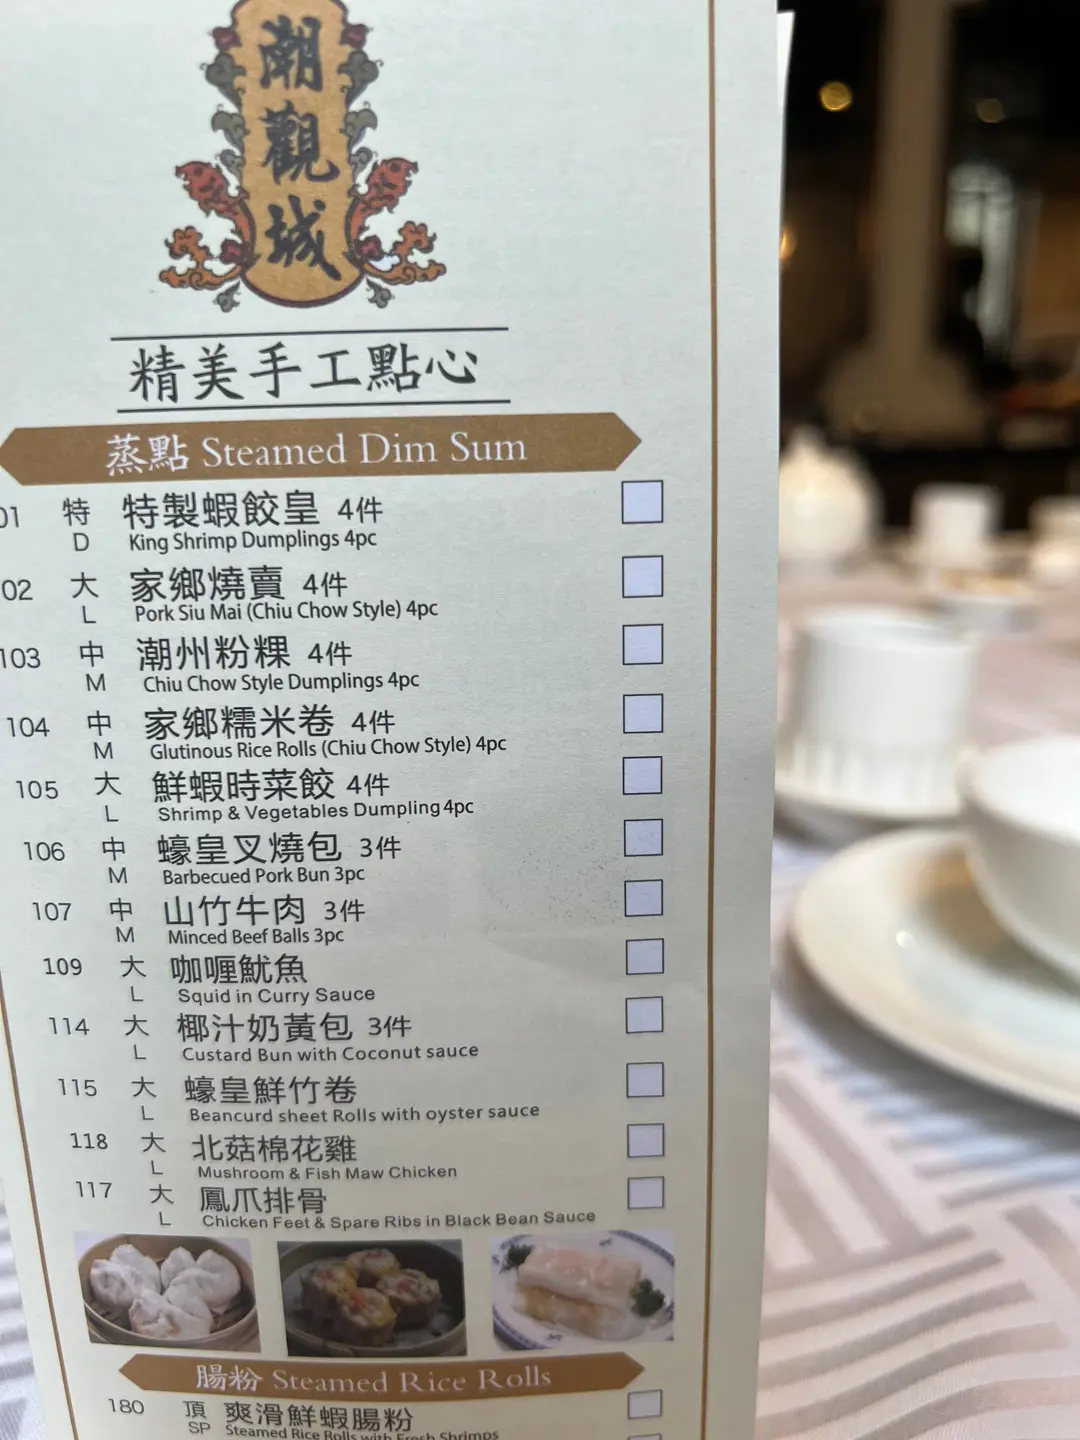 潮觀城
精美手工點心
蒸點 Steamed Dim Sum
01 特 特製蝦餃皇 4件
D King Shrimp Dumplings 4pc
02 大 家鄉燒賣 4件
L Pork Siu Mai (Chiu Chow Style) 4pc
103 中 潮州粉粿 4件
M Chiu Chow Style Dumplings 4pc
104 中 家鄉糯米卷 4件
M Glutinous Rice Rolls (Chiu Chow Style) 4pc
105 大 鮮蝦時菜餃 4件
L Shrimp & Vegetables Dumpling 4pc
106 中 蠔皇叉燒包 3件
M Barbecued Pork Bun 3pc
107 中 山竹牛肉 3件
M Minced Beef Balls 3pc
109 大 咖喱魷魚
L Squid in Curry Sauce
114 大 椰汁奶黃包 3件
L Custard Bun with Coconut sauce
115 大 蠔皇鮮竹卷
L Beancurd sheet Rolls with oyster sauce
118 大 北菇棉花雞
L Mushroom & Fish Maw Chicken
117 大 鳳爪排骨
L Chicken Feet & Spare Ribs in Black Bean Sauce
腸粉 Steamed Rice Rolls
180 頂 爽滑鮮蝦腸粉
SP Steamed Rice Rolls with Fresh Shrimps